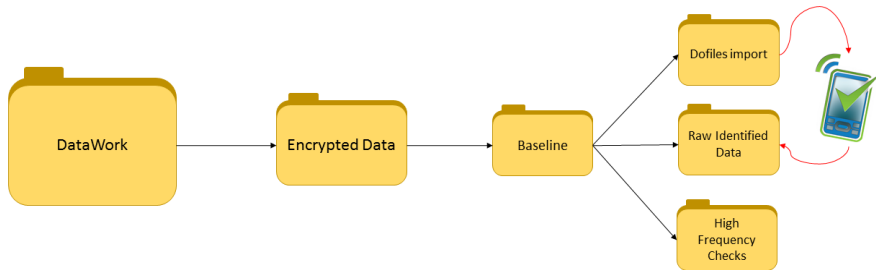 DataWork
Encrypted Data
Baseline
Dofiles import
Raw Identified
Data
High
Frequency
Checks